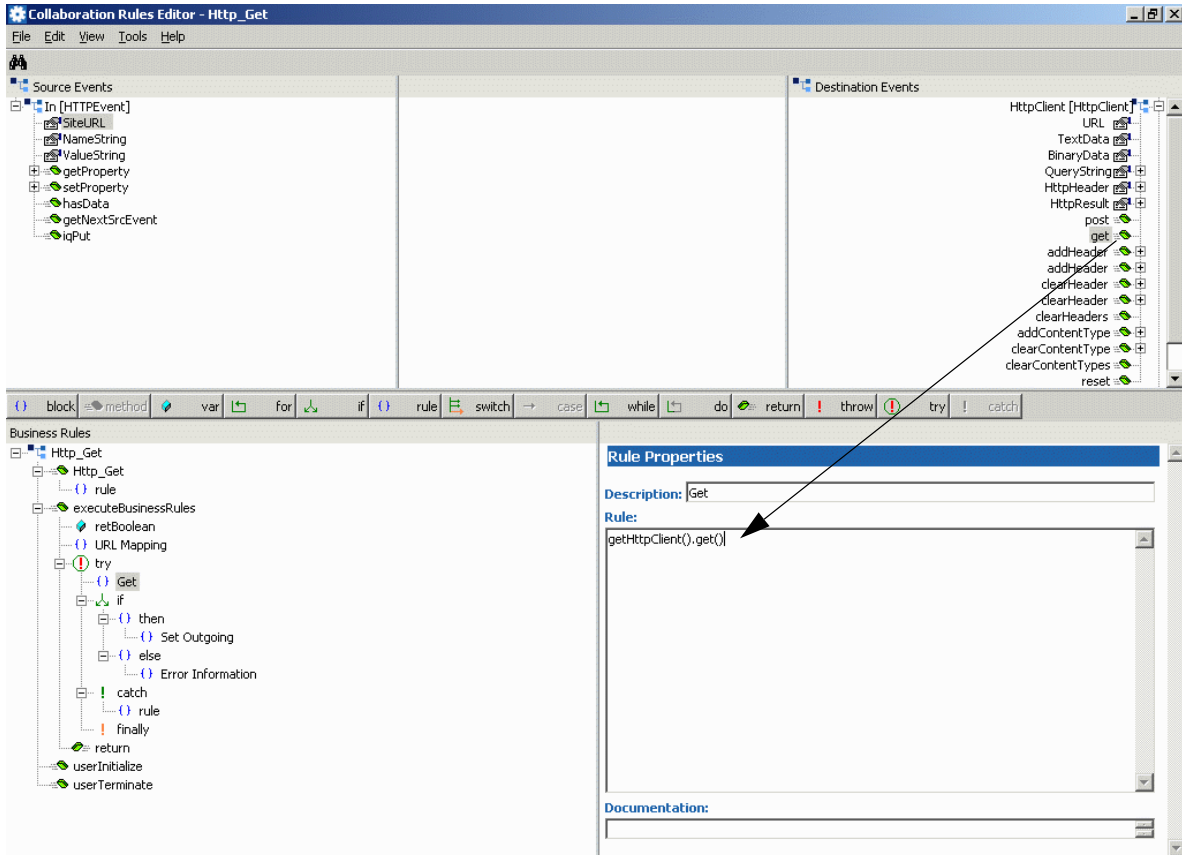 Collaboration Rules Editor - Http_Get
File Edit View Tools Help
Source Events
In [HTTPEvent]
SiteURL
NameString
ValueString
getProperty
setProperty
hasData
getNextSrcEvent
iqPut
Destination Events
HttpClient [HttpClient]
URL
TextData
BinaryData
QueryString
HttpHeader
HttpResult
post
get
addHeader
addHeader
clearHeader
clearHeader
clearHeaders
addContentType
clearContentType
clearContentTypes
reset
{} block method var for if {} rule switch case while do return ! throw try ! catch
Business Rules
Http_Get
Http_Get
{} rule
executeBusinessRules
retBoolean
{} URL Mapping
try
{} Get
if
{} then
{} Set Outgoing
{} else
{} Error Information
! catch
{} rule
! finally
return
userInitialize
userTerminate
Rule Properties
Description: Get
Rule:
getHttpClient().get()
Documentation: